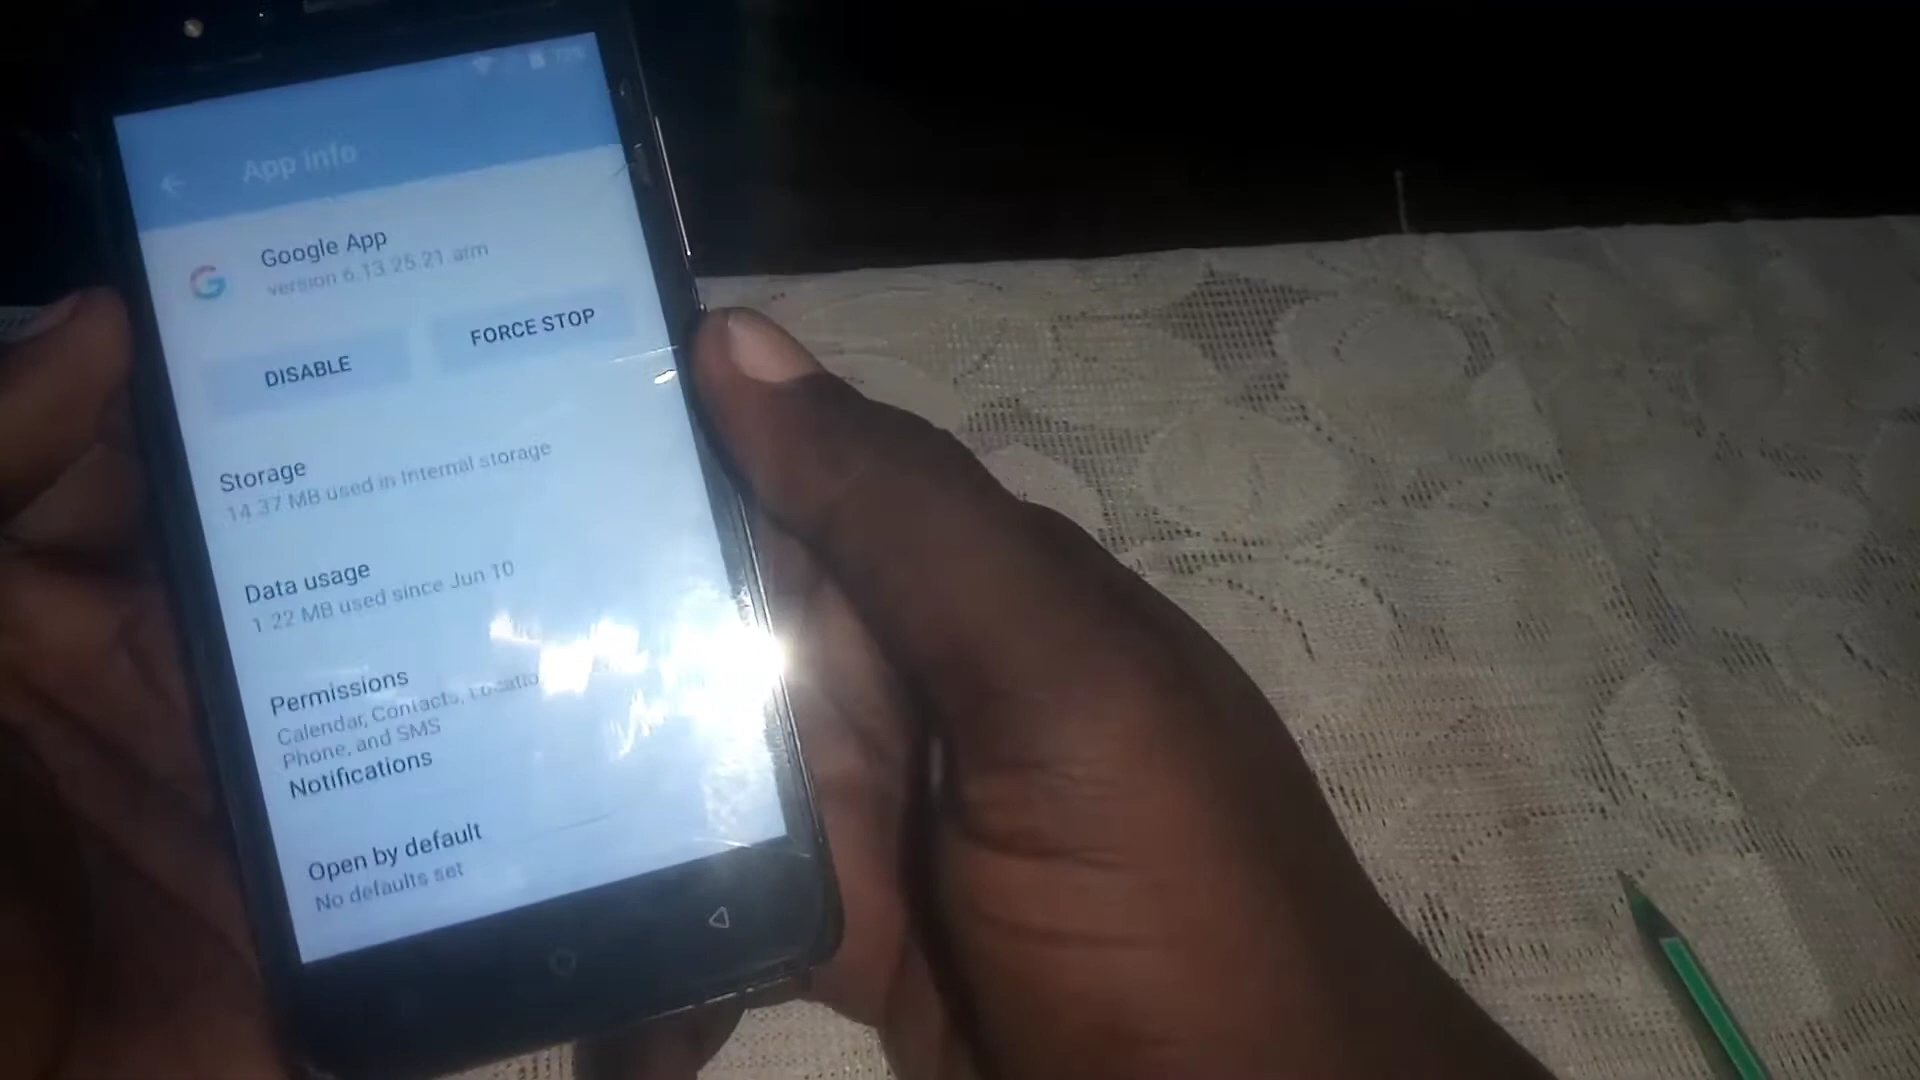 App info
Google App
version 6.13.25.21.arm
DISABLE
FORCE STOP
Storage
14.37 MB used in Internal storage
Data usage
1.22 MB used since Jun 10
Permissions
Calendar, Contacts, Locatio
Phone, and SMS
Notifications
Open by default
No defaults set